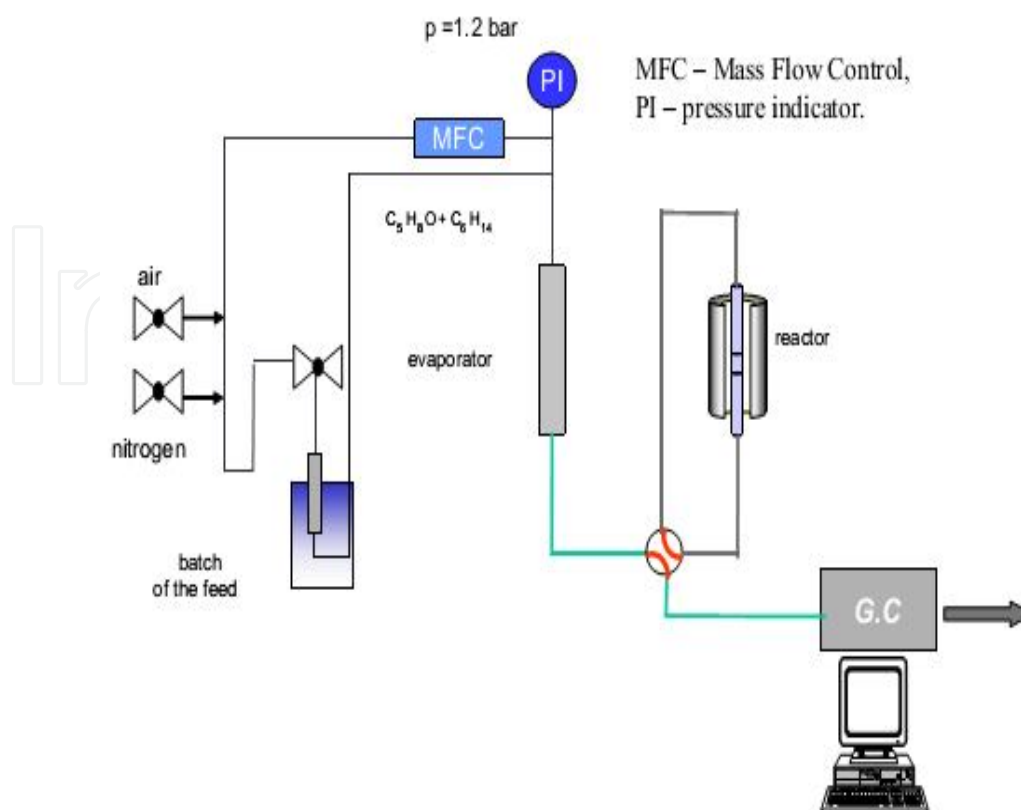 p =1.2 bar
PI
MFC – Mass Flow Control,
PI – pressure indicator.
MFC
C₅H₈O + C₆H₁₄
air
nitrogen
evaporator
reactor
batch
of the feed
G.C